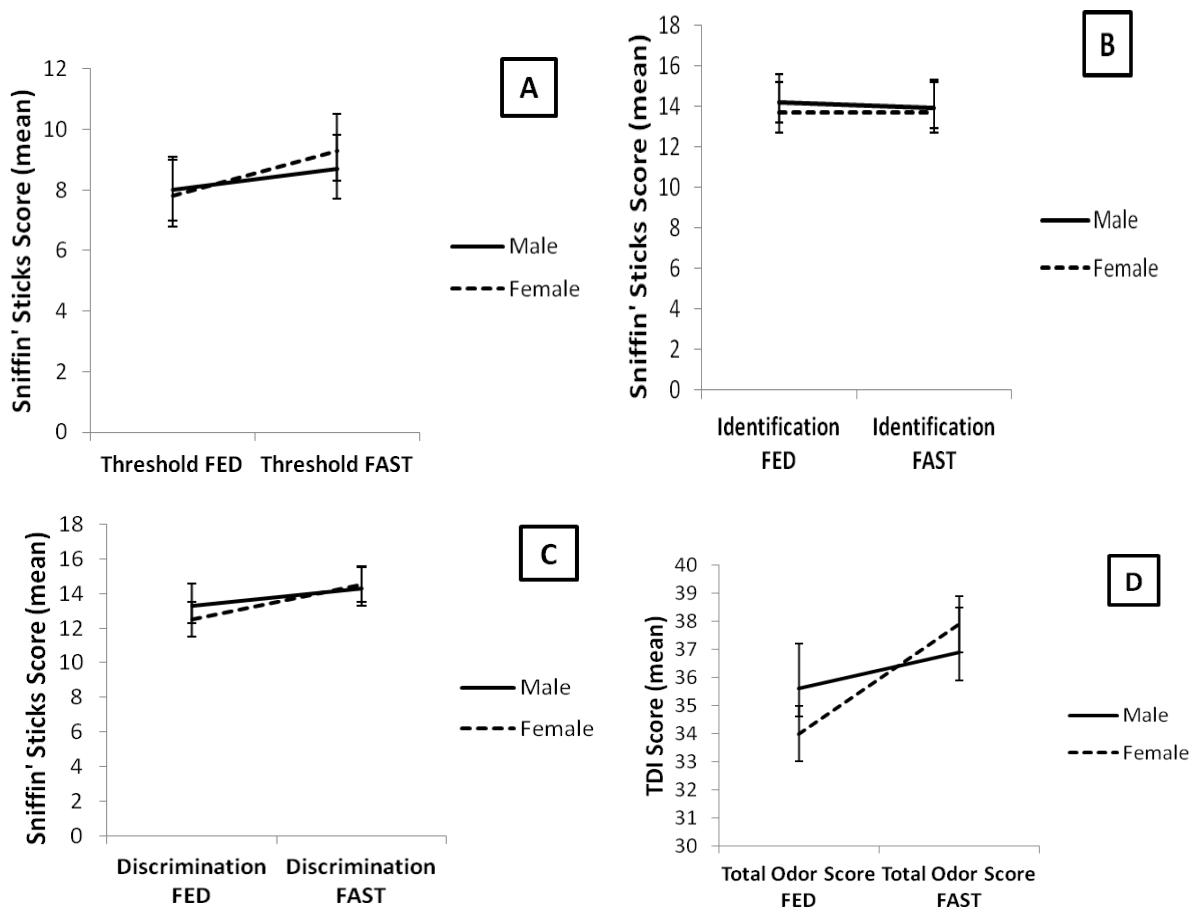 A
Sniffin' Sticks Score (mean)
12
10
8
6
4
2
0
Threshold FED
Threshold FAST
Male
Female
B
Sniffin' Sticks Score (mean)
18
16
14
12
10
8
6
4
2
0
Identification
FED
Identification
FAST
Male
Female
C
Sniffin' Sticks Score (mean)
18
16
14
12
10
8
6
4
2
0
Discrimination
FED
Discrimination
FAST
Male
Female
D
TDI Score (mean)
40
39
38
37
36
35
34
33
32
31
30
Total Odor Score
FED
Total Odor Score
FAST
Male
Female